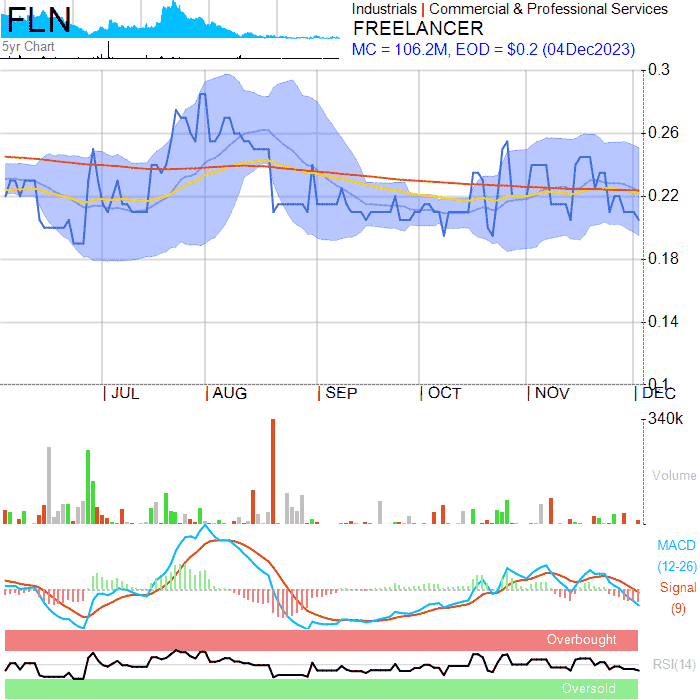 FLN
5yr Chart
Industrials | Commercial & Professional Services
FREELANCER
MC = 106.2M, EOD = $0.2 (04Dec2023)
0.3
0.26
0.22
0.18
0.14
0.1
JUL AUG SEP OCT NOV DEC
340k
Volume
MACD
(12-26)
Signal
(9)
Overbought
RSI(14)
Oversold